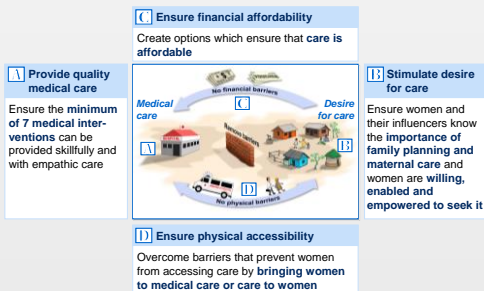 C Ensure financial affordability
Create options which ensure that care is
affordable
A Provide quality
medical care
Ensure the minimum
of 7 medical inter-
ventions can be
provided skillfully and
with empathic care
No financial barriers
C
Medical
care
Desire
for care
Remove barriers
A
B
D
No physical barriers
B Stimulate desire
for care
Ensure women and
their influencers know
the importance of
family planning and
maternal care and
women are willing,
enabled and
empowered to seek it
D Ensure physical accessibility
Overcome barriers that prevent women
from accessing care by bringing women
to medical care or care to women